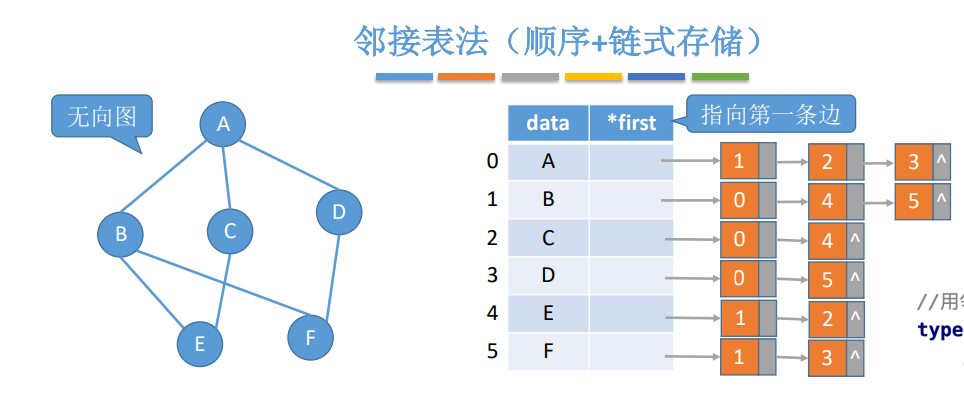 邻接表法（顺序+链式存储）
无向图
A
B
C
D
E
F
指向第一条边
data *first
0 A 1 2 3 ^
1 B 0 4 5 ^
2 C 0 4 ^
3 D 0 5 ^
4 E 1 2 ^
5 F 1 3 ^
//用
type